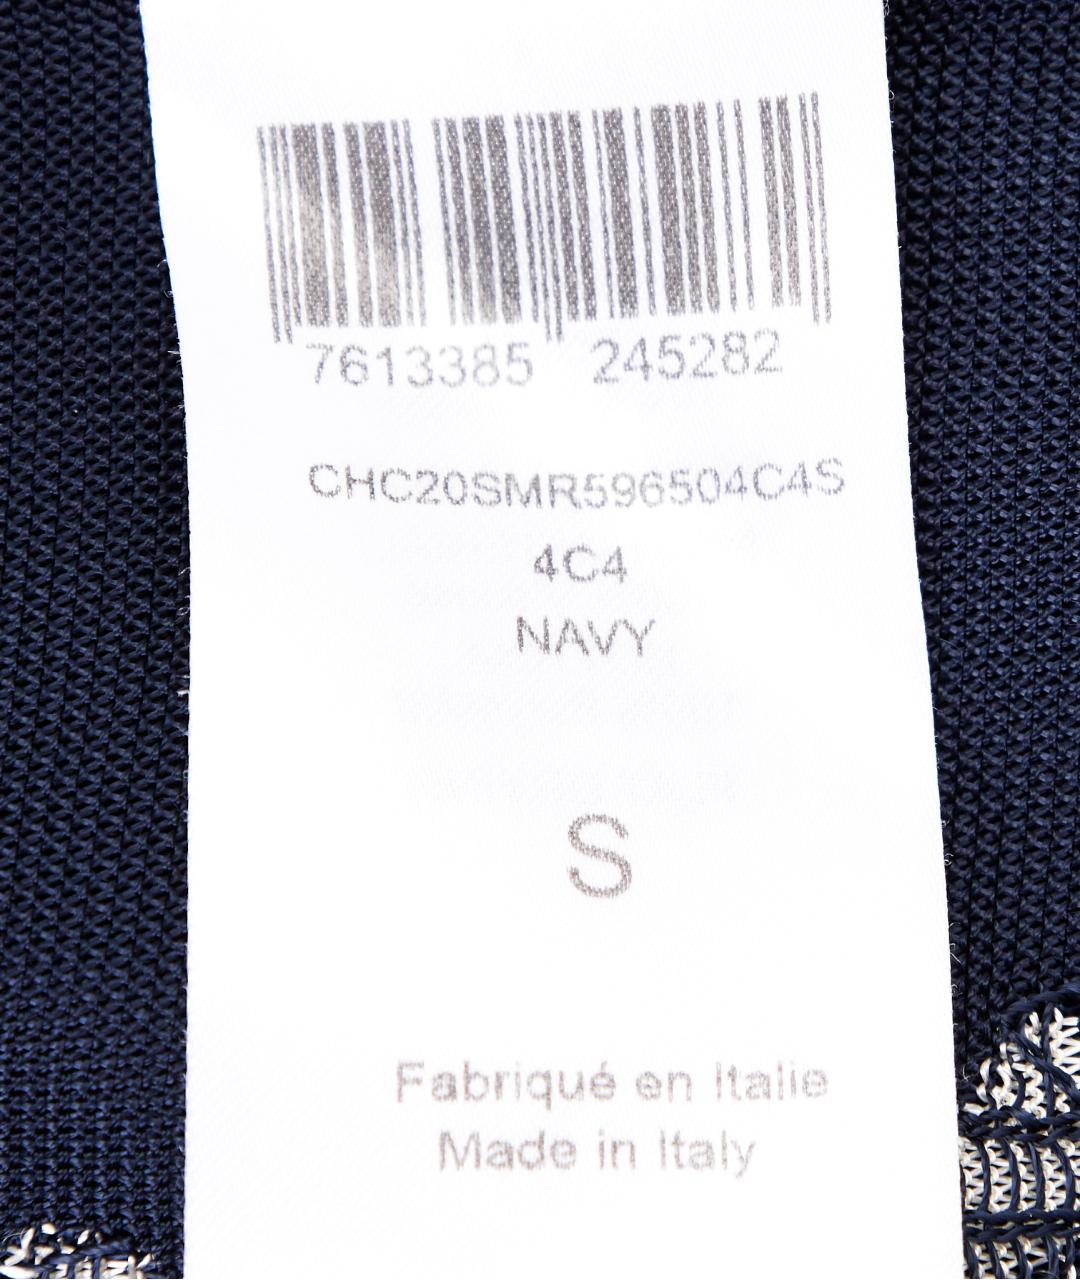 7613385 245282
CHC20SMR596504C4S
4C4
NAVY
S
Fabriqué en Italie
Made in Italy